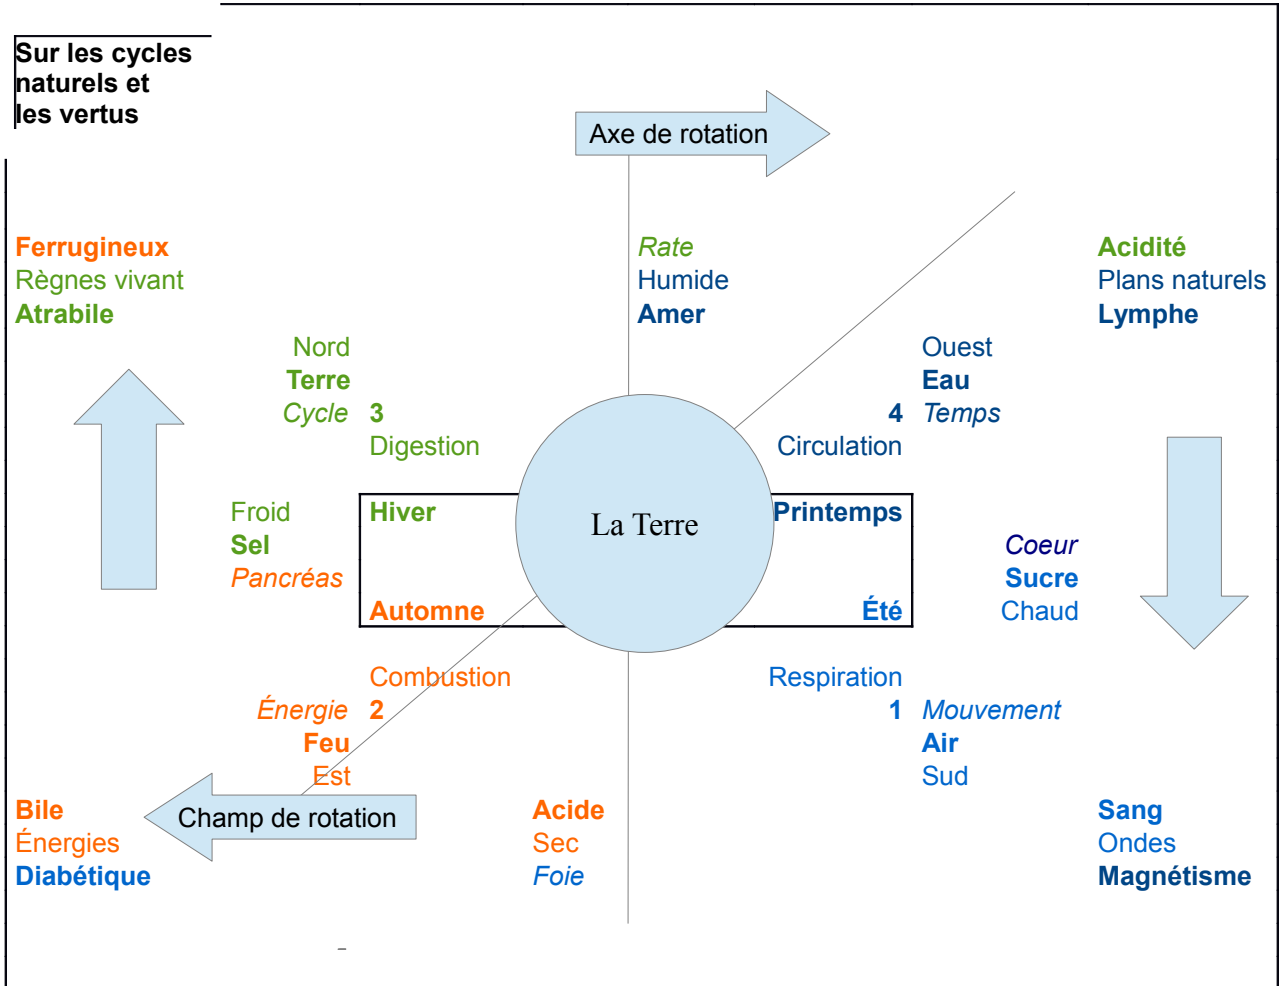 Sur les cycles
naturels et
les vertus
Axe de rotation
Ferrugineux
Règnes vivant
Atrabile
Rate
Humide
Amer
Acidité
Plans naturels
Lymphe
Nord
Terre
Cycle 3
Digestion
Ouest
Eau
4 Temps
Circulation
Froid
Sel
Pancréas
Hiver
Automne
La Terre
Printemps
Été
Coeur
Sucre
Chaud
Combustion
Énergie 2
Feu
Est
Respiration
1 Mouvement
Air
Sud
Bile
Énergies
Diabétique
Champ de rotation
Acide
Sec
Foie
Sang
Ondes
Magnétisme